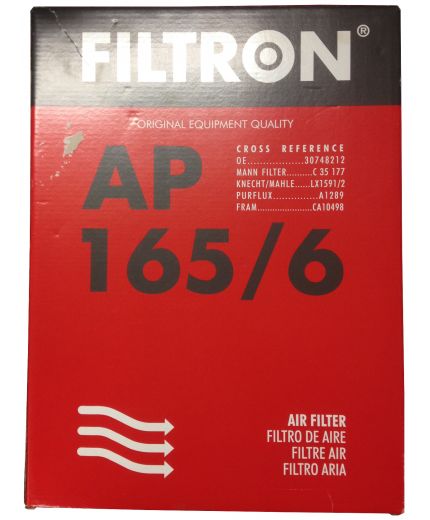 FILTRON®
ORIGINAL EQUIPMENT QUALITY
AP
165/6
CROSS REFERENCE
OE..................30748212
MANN FILTER.........C 35 177
KNECHT/MAHLE......LX1591/2
PURFLUX...............A1289
FRAM......................CA10498
AIR FILTER
FILTRO DE AIRE
FILTRE AIR
FILTRO ARIA